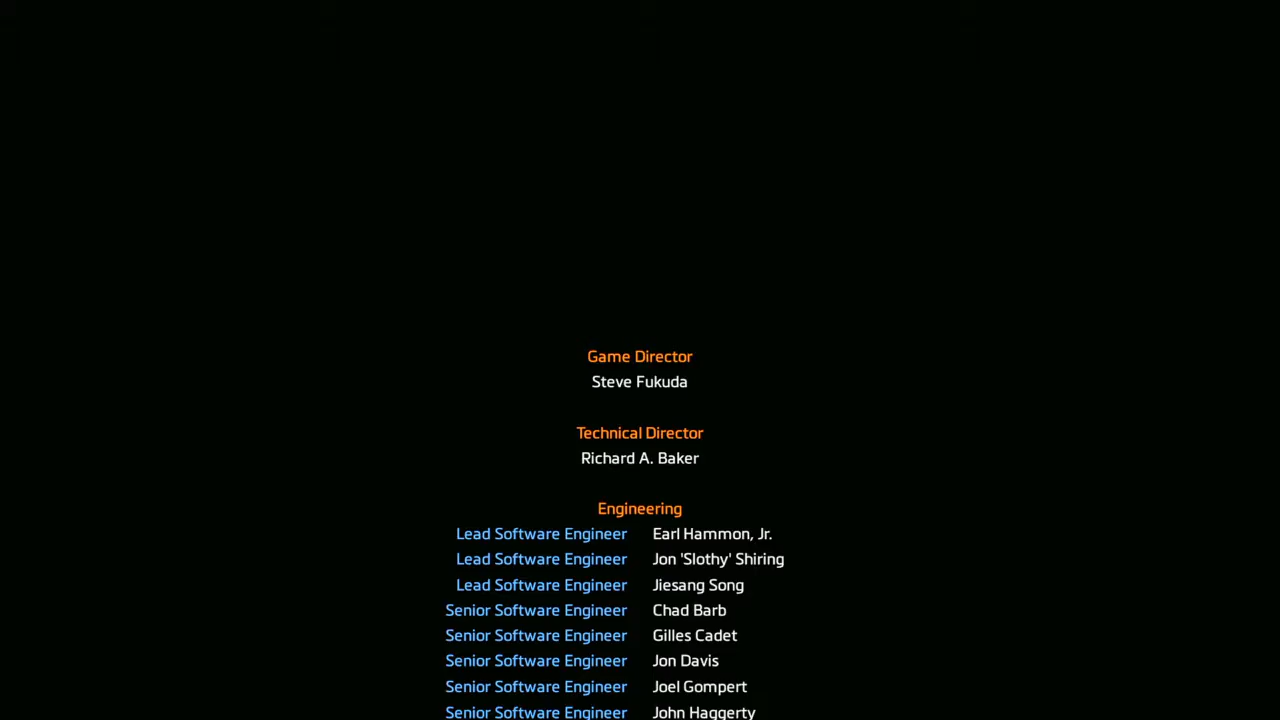 Game Director
Steve Fukuda
Technical Director
Richard A. Baker
Engineering
Lead Software Engineer Earl Hammon, Jr.
Lead Software Engineer Jon 'Slothy' Shiring
Lead Software Engineer Jiesang Song
Senior Software Engineer Chad Barb
Senior Software Engineer Gilles Cadet
Senior Software Engineer Jon Davis
Senior Software Engineer Joel Gompert
Senior Software Engineer John Haggerty